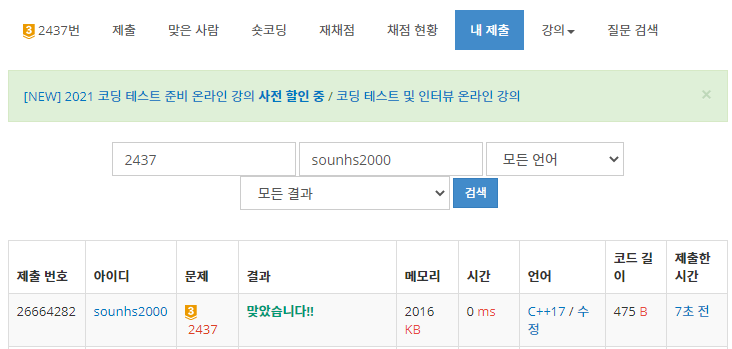 3 2437번 제출 맞은 사람 숏코딩 재채점 채점 현황 내 제출 강의 질문 검색
[NEW] 2021 코딩 테스트 준비 온라인 강의 사전 할인 중 / 코딩 테스트 및 인터뷰 온라인 강의 ×
2437 sounhs2000 모든 언어
모든 결과 검색
제출 번호 아이디 문제 결과 메모리 시간 언어 코드 길이 제출한 시간
26664282 sounhs2000 3 2437 맞았습니다!! 2016 KB 0 ms C++17 / 수정 475 B 7초 전